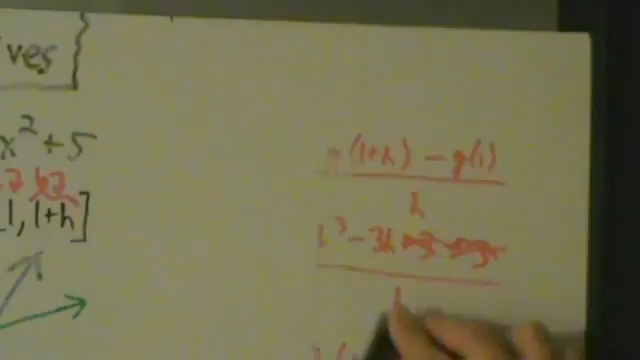 ves
x² + 5
[1, 1+h]
g(1+h) - g(1)
h
h³ - 3h
h